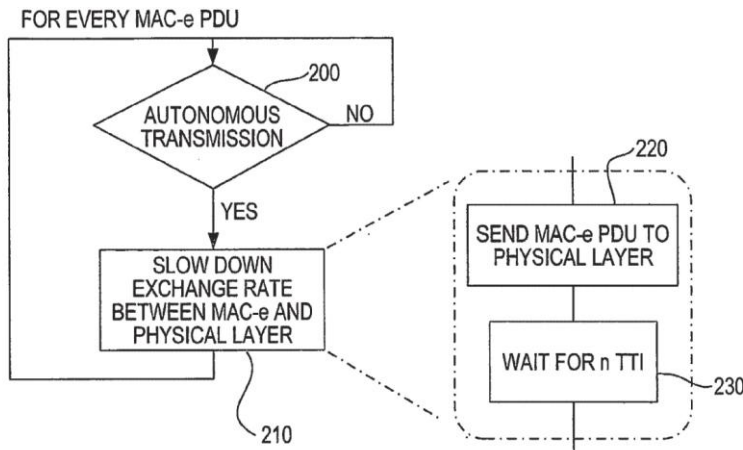 FOR EVERY MAC-e PDU
200
AUTONOMOUS
TRANSMISSION
NO
YES
SLOW DOWN
EXCHANGE RATE
BETWEEN MAC-e AND
PHYSICAL LAYER
210
220
SEND MAC-e PDU TO
PHYSICAL LAYER
WAIT FOR n TTI
230